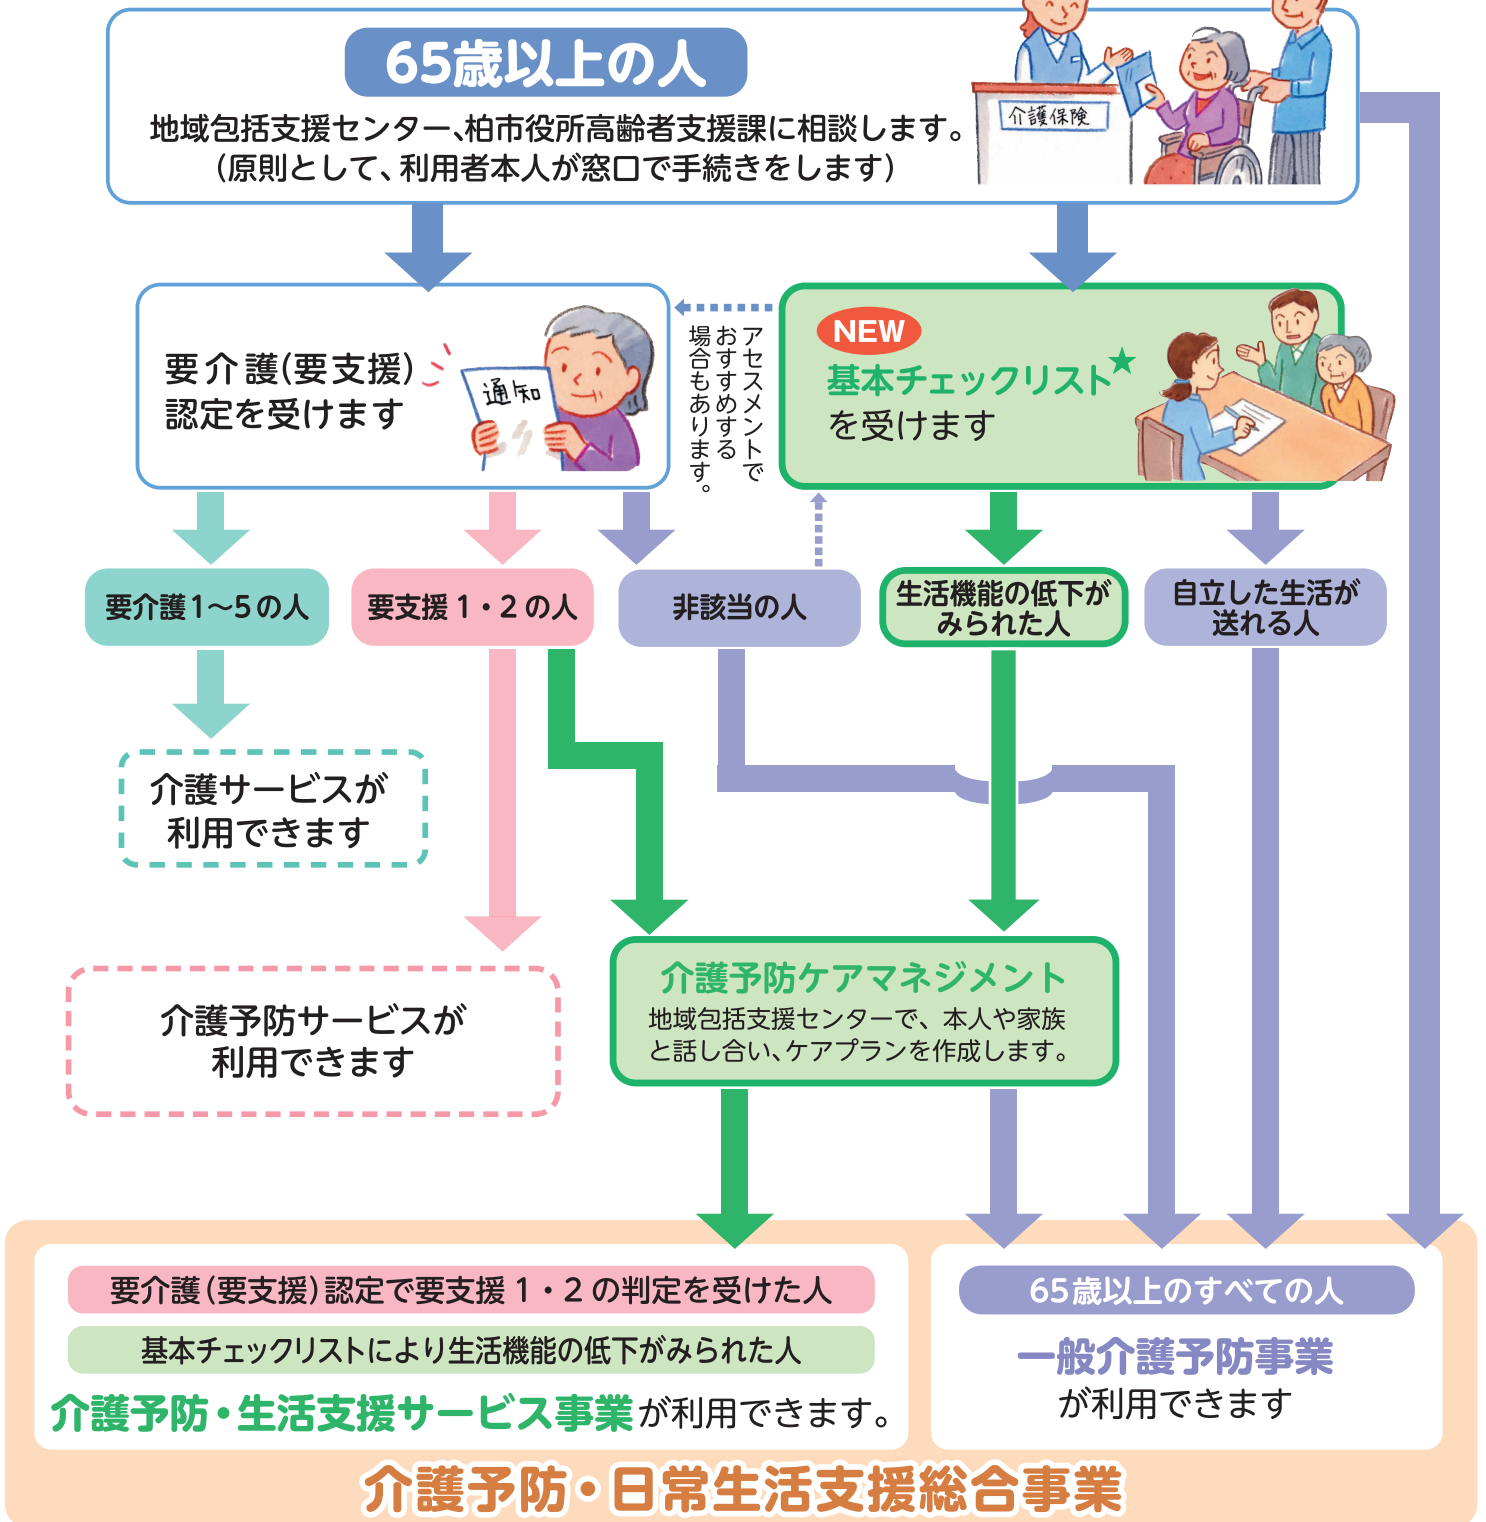 65歳以上の人
地域包括支援センター、柏市役所高齢者支援課に相談します。
(原則として、利用者本人が窓口で手続きをします)
介護保険
要介護(要支援)
認定を受けます
通知
アセスメントで
おすすめする
場合もあります。
NEW
基本チェックリスト★
を受けます
要介護1〜5の人
要支援1・2の人
非該当の人
生活機能の低下が
みられた人
自立した生活が
送れる人
介護サービスが
利用できます
介護予防サービスが
利用できます
介護予防ケアマネジメント
地域包括支援センターで、本人や家族
と話し合い、ケアプランを作成します。
要介護(要支援)認定で要支援1・2の判定を受けた人
基本チェックリストにより生活機能の低下がみられた人
介護予防・生活支援サービス事業が利用できます。
65歳以上のすべての人
一般介護予防事業
が利用できます
介護予防・日常生活支援総合事業